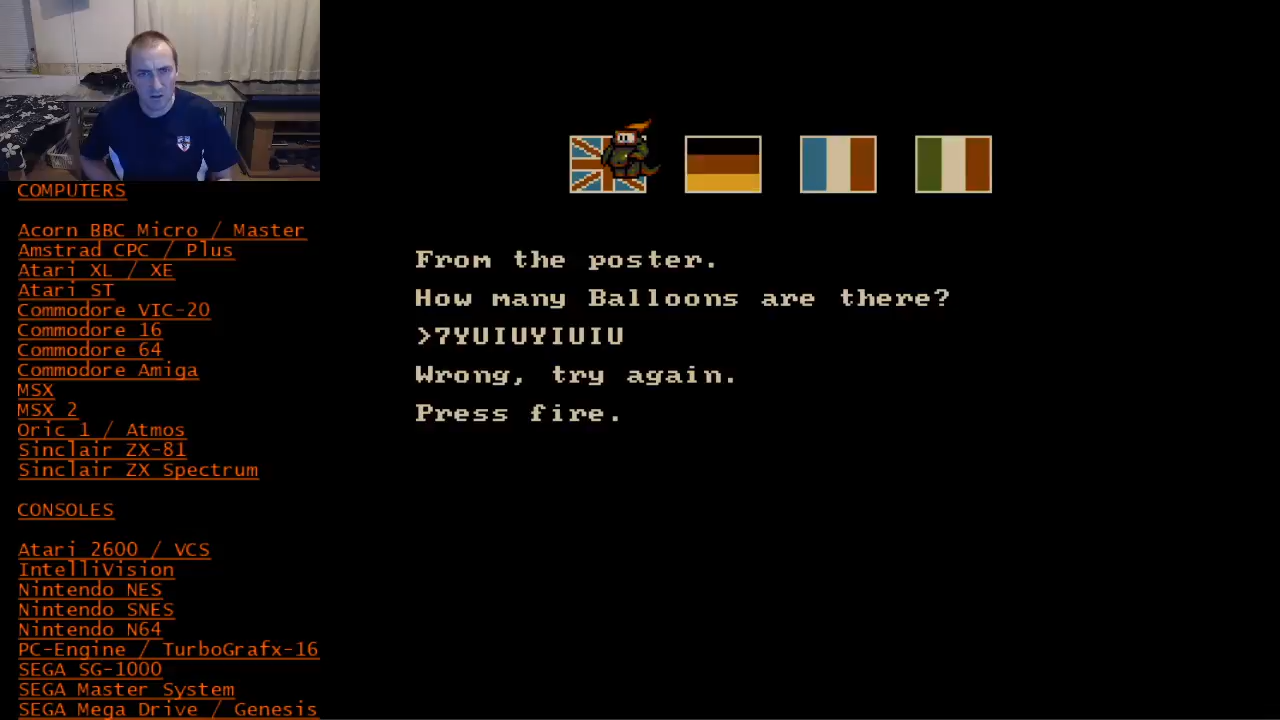 COMPUTERS
Acorn BBC Micro / Master
Amstrad CPC / Plus
Atari XL / XE
Atari ST
Commodore VIC-20
Commodore 16
Commodore 64
Commodore Amiga
MSX
MSX 2
Oric 1 / Atmos
Sinclair ZX-81
Sinclair ZX Spectrum
CONSOLES
Atari 2600 / VCS
IntelliVision
Nintendo NES
Nintendo SNES
Nintendo N64
PC-Engine / TurboGrafx-16
SEGA SG-1000
SEGA Master System
SEGA Mega Drive / Genesis
From the poster.
How many Balloons are there?
>7YUIUYIUIU
Wrong, try again.
Press fire.